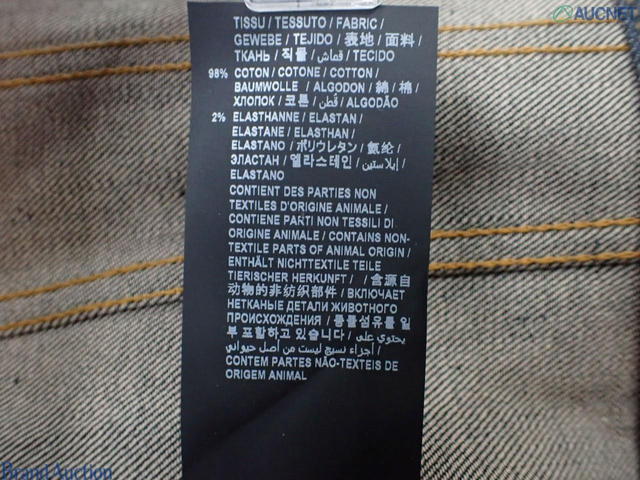 TISSU / TESSUTO / FABRIC /
GEWEBE / TEJIDO / 表地 / 面料 /
ТКАНЬ / 직물 / قماش / TECIDO
98% COTON / COTONE / COTTON /
BAUMWOLLE / ALGODON / 綿 / 棉 /
ХЛОПОК / 코튼 / قطن / ALGODÃO
2% ELASTHANNE / ELASTAN /
ELASTANE / ELASTHAN /
ELASTANO / ポリウレタン / 氨纶 /
ЭЛАСТАН / 엘라스테인 / إيلاستين /
ELASTANO
CONTIENT DES PARTIES NON
TEXTILES D'ORIGINE ANIMALE /
CONTIENE PARTI NON TESSILI DI
ORIGINE ANIMALE / CONTAINS NON-
TEXTILE PARTS OF ANIMAL ORIGIN /
ENTHÄLT NICHTTEXTILE TEILE
TIERISCHER HERKUNFT / / 含源自
动物的非纺织部件 / ВКЛЮЧАЕТ
НЕТКАНЫЕ ДЕТАЛИ ЖИВОТНОГО
ПРОИСХОЖДЕНИЯ / 동물섬유를 일
부 포함하고 있습니다 / يحتوي على
أجزاء نسيج ليست من أصل حيواني /
CONTÉM PARTES NÃO-TEXTEIS DE
ORIGEM ANIMAL
AUCNET
Brand Auction